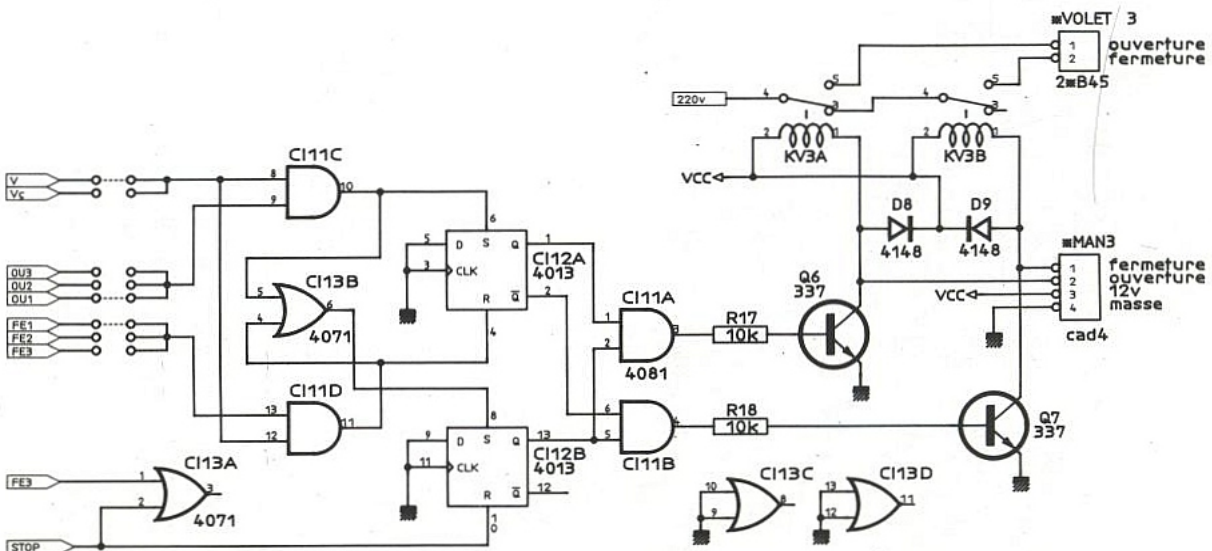 ※VOLET 3
1 ouverture
2 fermeture
2※B45
220v
4
5
3
4
5
3
2
1
KV3A
2
1
KV3B
VCC
D8
4148
D9
4148
※MAN3
1 fermeture
2 ouverture
3 12v
4 masse
cad4
VCC
V
Vç
OU3
OU2
OU1
FE1
FE2
FE3
CI11C
8
9
10
CI13B
5
4
6
4071
CI11D
13
12
11
6
5
3
D
S
Q
CLK
R
Q
1
2
4
CI12A
4013
8
9
11
D
S
Q
CLK
R
Q
13
12
1
0
CI12B
4013
CI11A
1
2
3
4081
CI11B
6
5
4
R17
10k
R18
10k
Q6
337
Q7
337
CI13A
FE3
1
2
3
4071
STOP
CI13C
10
9
8
CI13D
13
12
11